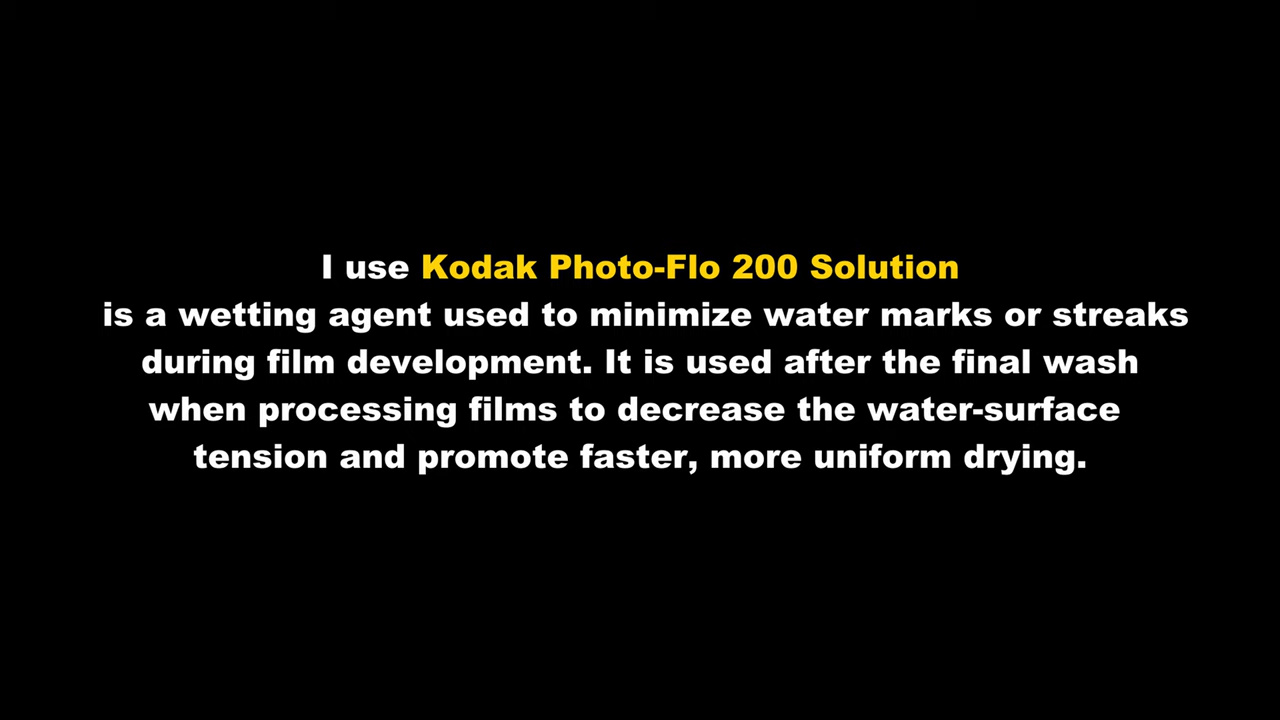 I use Kodak Photo-Flo 200 Solution
is a wetting agent used to minimize water marks or streaks
during film development. It is used after the final wash
when processing films to decrease the water-surface
tension and promote faster, more uniform drying.